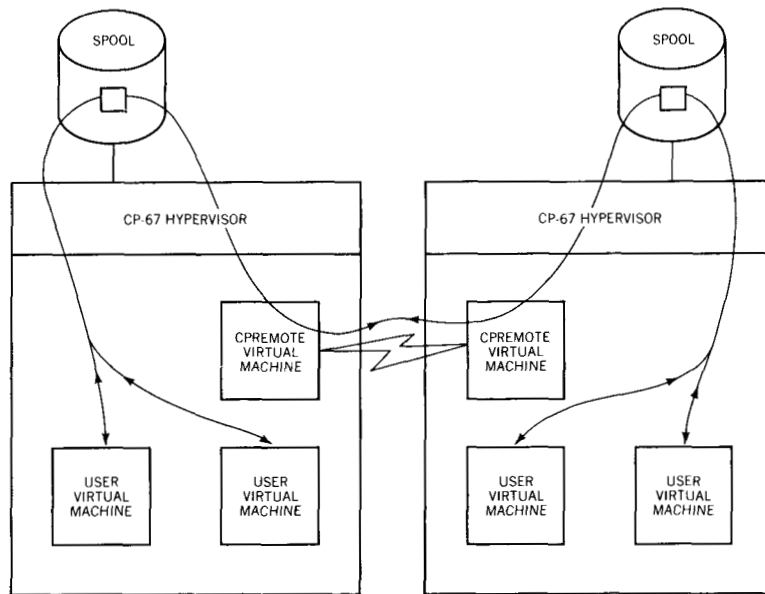 SPOOL
SPOOL
CP-67 HYPERVISOR
CP-67 HYPERVISOR
CPREMOTE
VIRTUAL
MACHINE
CPREMOTE
VIRTUAL
MACHINE
USER
VIRTUAL
MACHINE
USER
VIRTUAL
MACHINE
USER
VIRTUAL
MACHINE
USER
VIRTUAL
MACHINE